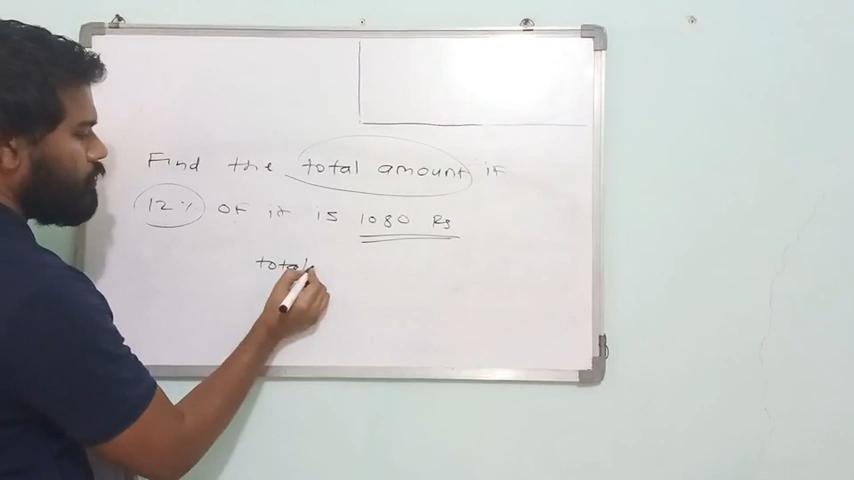 Find the total amount if
12% of it is 1080 Rs
total